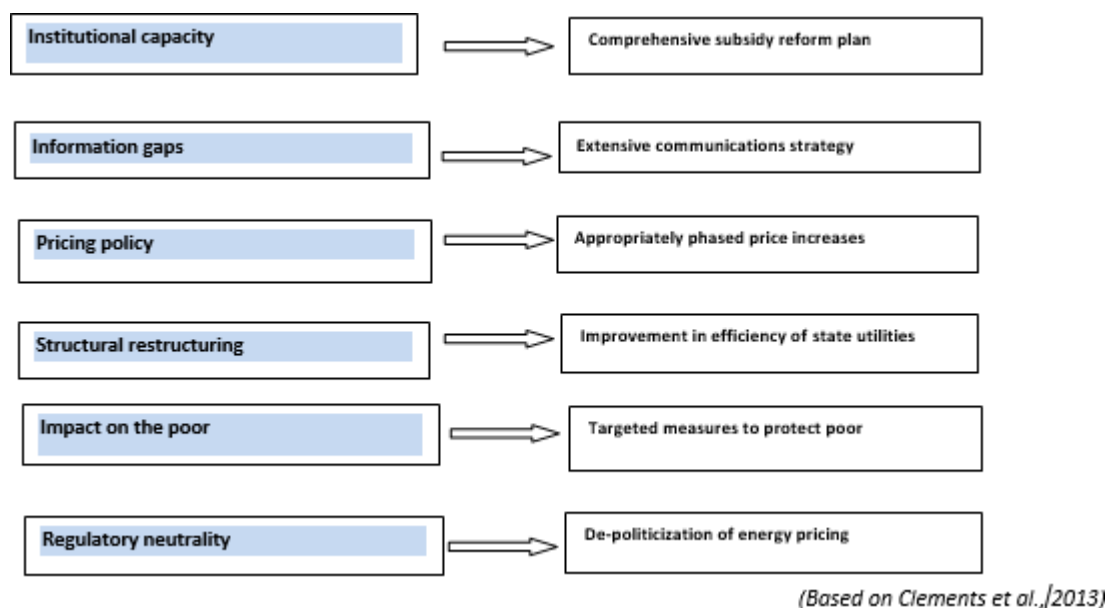 Institutional capacity
Comprehensive subsidy reform plan
Information gaps
Extensive communications strategy
Pricing policy
Appropriately phased price increases
Structural restructuring
Improvement in efficiency of state utilities
Impact on the poor
Targeted measures to protect poor
Regulatory neutrality
De-politicization of energy pricing
(Based on Clements et al.,|2013)